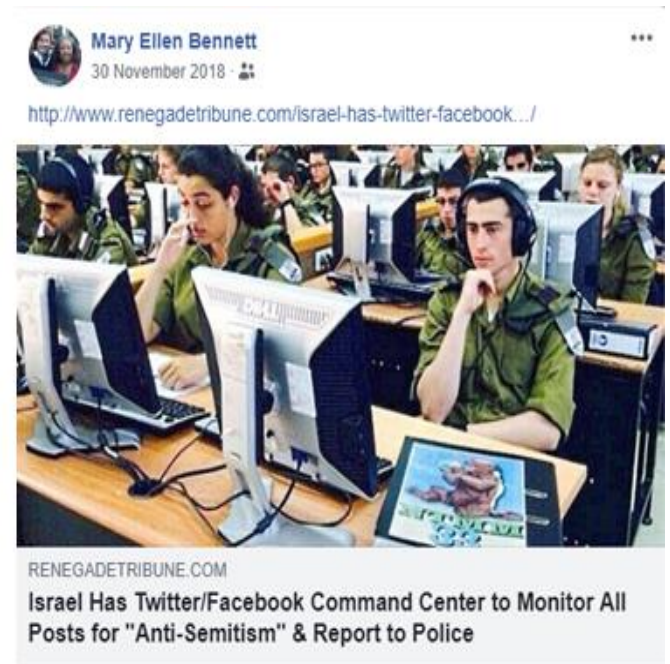 Mary Ellen Bennett
30 November 2018 ·
http://www.renegadetribune.com/israel-has-twitter-facebook.../
DELL
RENEGADETRIBUNE.COM
Israel Has Twitter/Facebook Command Center to Monitor All
Posts for "Anti-Semitism" & Report to Police